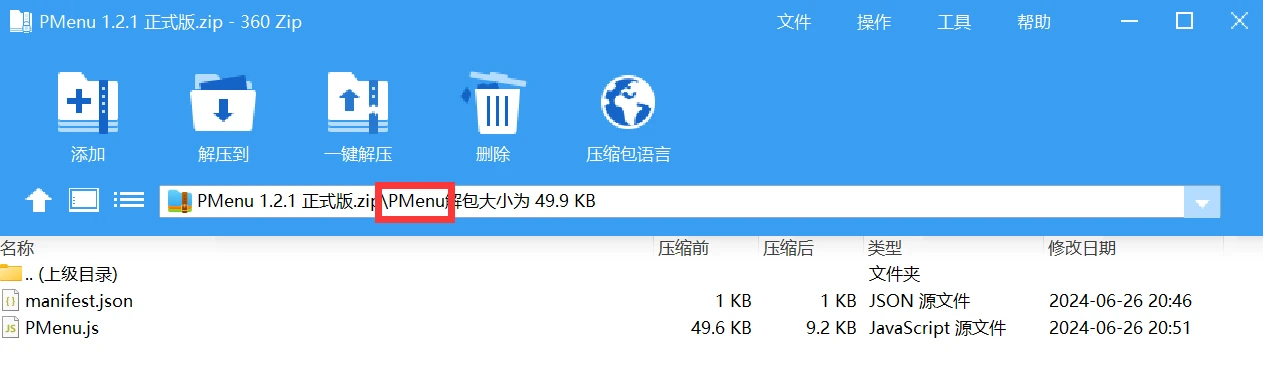 PMenu 1.2.1 正式版.zip - 360 Zip 文件 操作 工具 帮助
添加 解压到 一键解压 删除 压缩包语言
PMenu 1.2.1 正式版.zip\PMenu解包大小为 49.9 KB
名称 压缩前 压缩后 类型 修改日期
.. (上级目录) 文件夹
manifest.json 1 KB 1 KB JSON 源文件 2024-06-26 20:46
PMenu.js 49.6 KB 9.2 KB JavaScript 源文件 2024-06-26 20:51